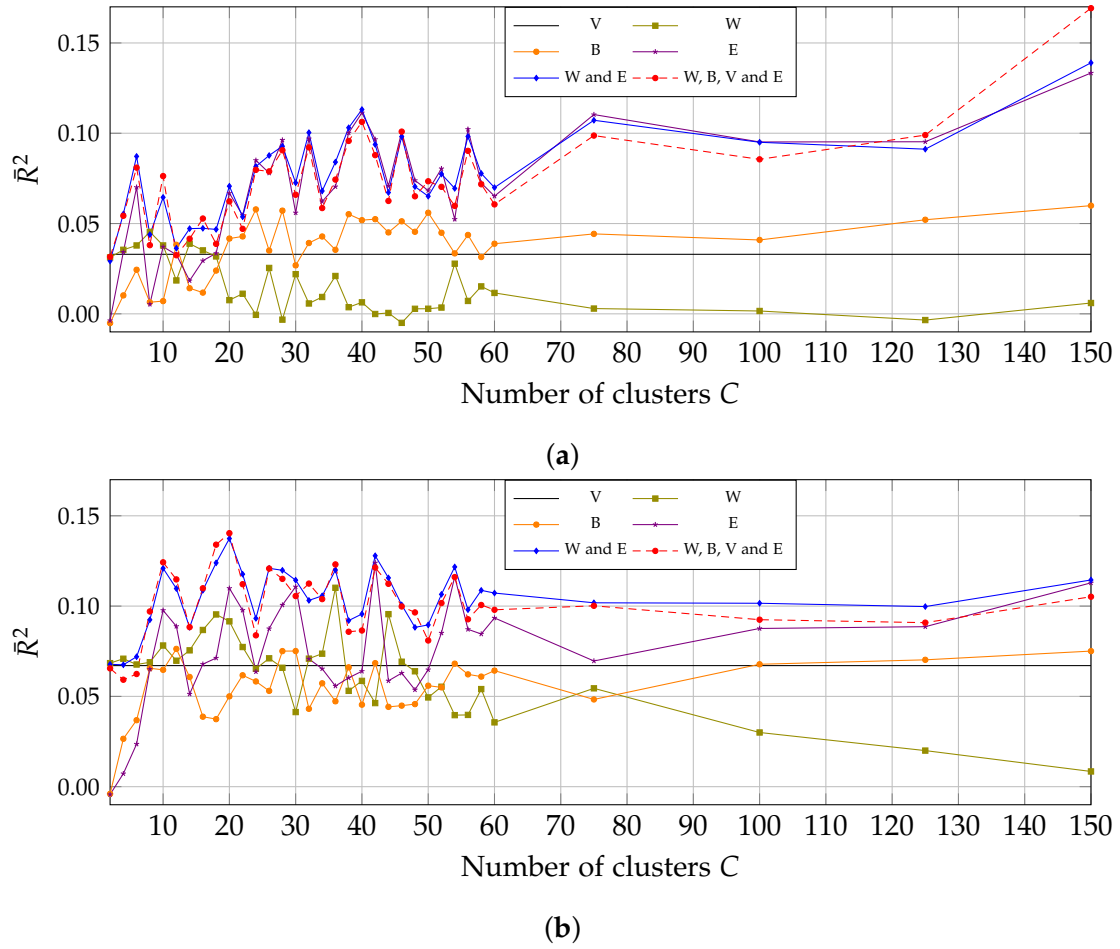 V W
B E
W and E W, B, V and E
0.15
0.10
0.05
0.00
R̄²
10 20 30 40 50 60 70 80 90 100 110 120 130 140 150
Number of clusters C
(a)
V W
B E
W and E W, B, V and E
0.15
0.10
0.05
0.00
R̄²
10 20 30 40 50 60 70 80 90 100 110 120 130 140 150
Number of clusters C
(b)